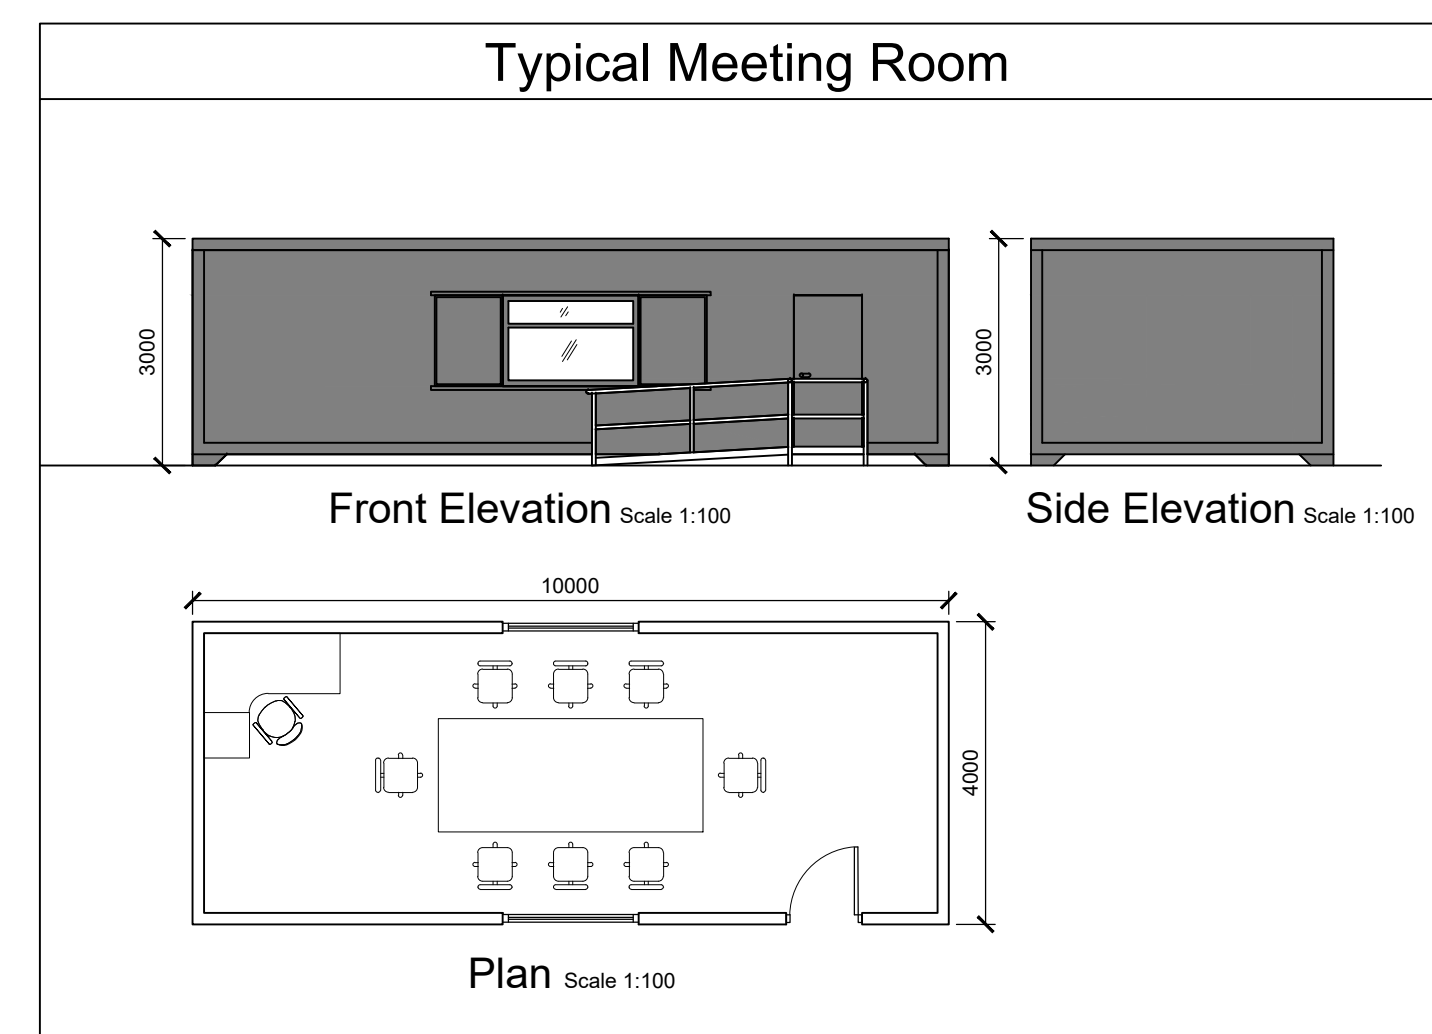 Typical Meeting Room
3000
3000
Front Elevation Scale 1:100
Side Elevation Scale 1:100
10000
4000
Plan Scale 1:100